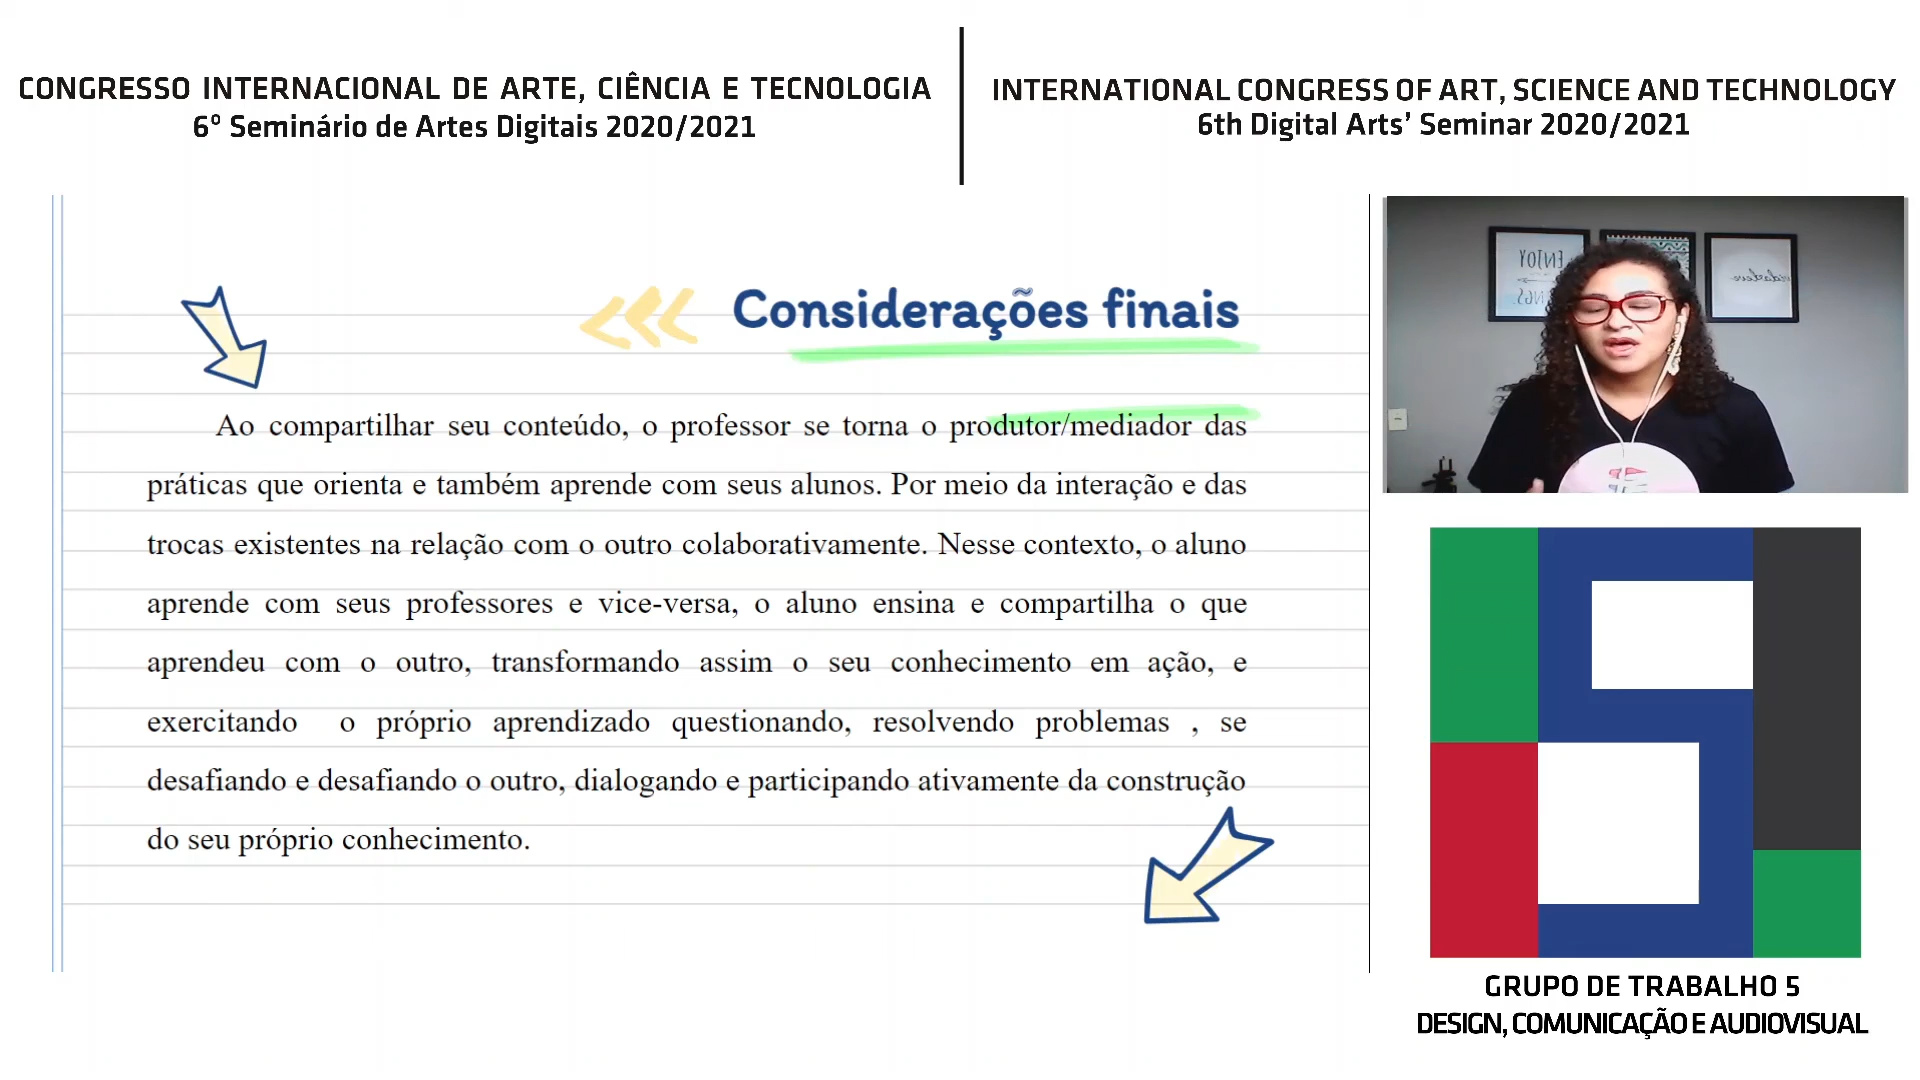 CONGRESSO INTERNACIONAL DE ARTE, CIÊNCIA E TECNOLOGIA
6º Seminário de Artes Digitais 2020/2021
INTERNATIONAL CONGRESS OF ART, SCIENCE AND TECHNOLOGY
6th Digital Arts’ Seminar 2020/2021
Considerações finais
Ao compartilhar seu conteúdo, o professor se torna o produtor/mediador das
práticas que orienta e também aprende com seus alunos. Por meio da interação e das
trocas existentes na relação com o outro colaborativamente. Nesse contexto, o aluno
aprende com seus professores e vice-versa, o aluno ensina e compartilha o que
aprendeu com o outro, transformando assim o seu conhecimento em ação, e
exercitando o próprio aprendizado questionando, resolvendo problemas , se
desafiando e desafiando o outro, dialogando e participando ativamente da construção
do seu próprio conhecimento.
ENJOY
GRUPO DE TRABALHO 5
DESIGN, COMUNICAÇÃO E AUDIOVISUAL